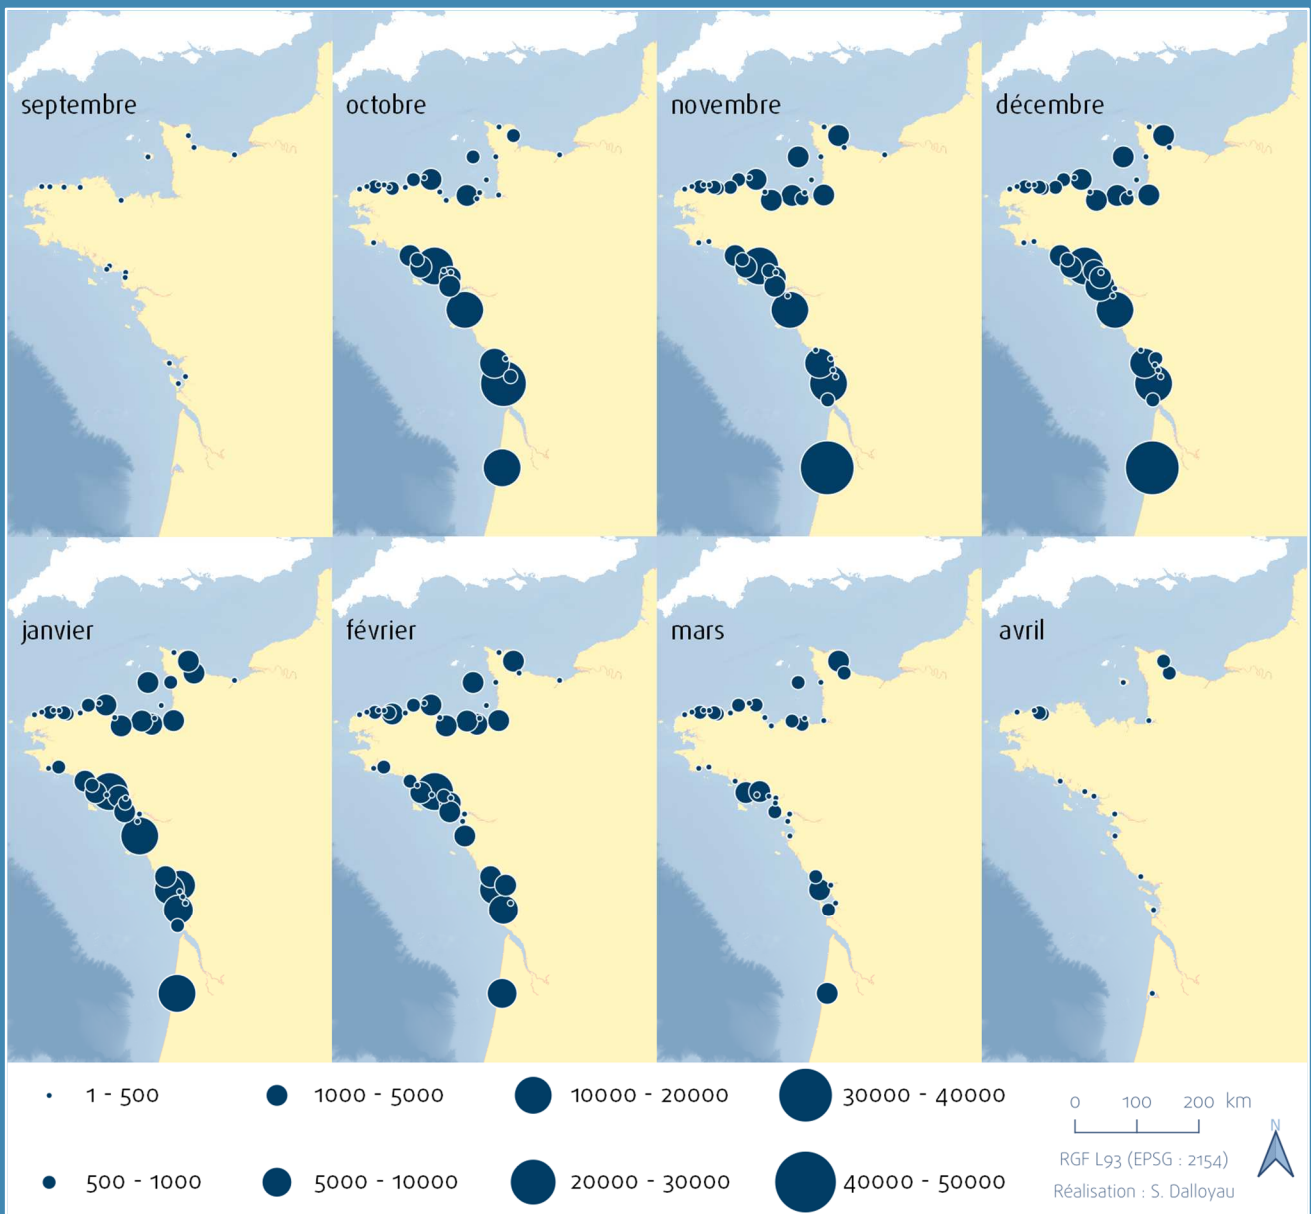 septembre
octobre
novembre
décembre
janvier
février
mars
avril
1 - 500
1000 - 5000
10000 - 20000
30000 - 40000
500 - 1000
5000 - 10000
20000 - 30000
40000 - 50000
0 100 200 km
N
RGF L93 (EPSG : 2154)
Réalisation : S. Dalloyau